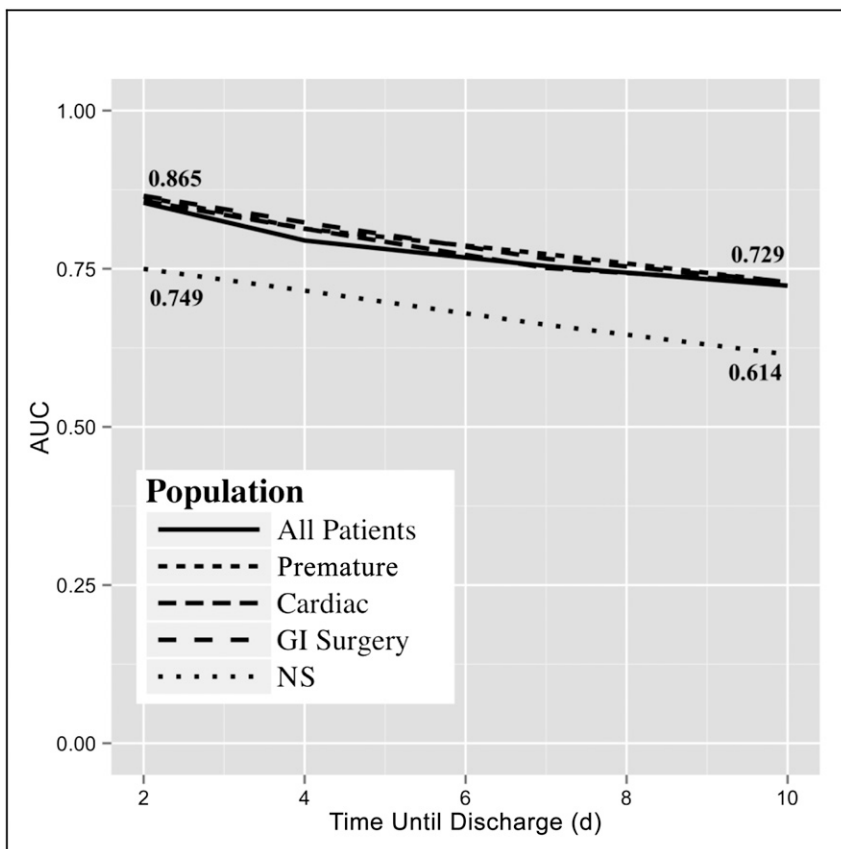 1.00
0.865
0.729
0.75
0.749
0.614
0.50
AUC
Population
All Patients
Premature
Cardiac
GI Surgery
NS
0.25
0.00
2 4 6 8 10
Time Until Discharge (d)